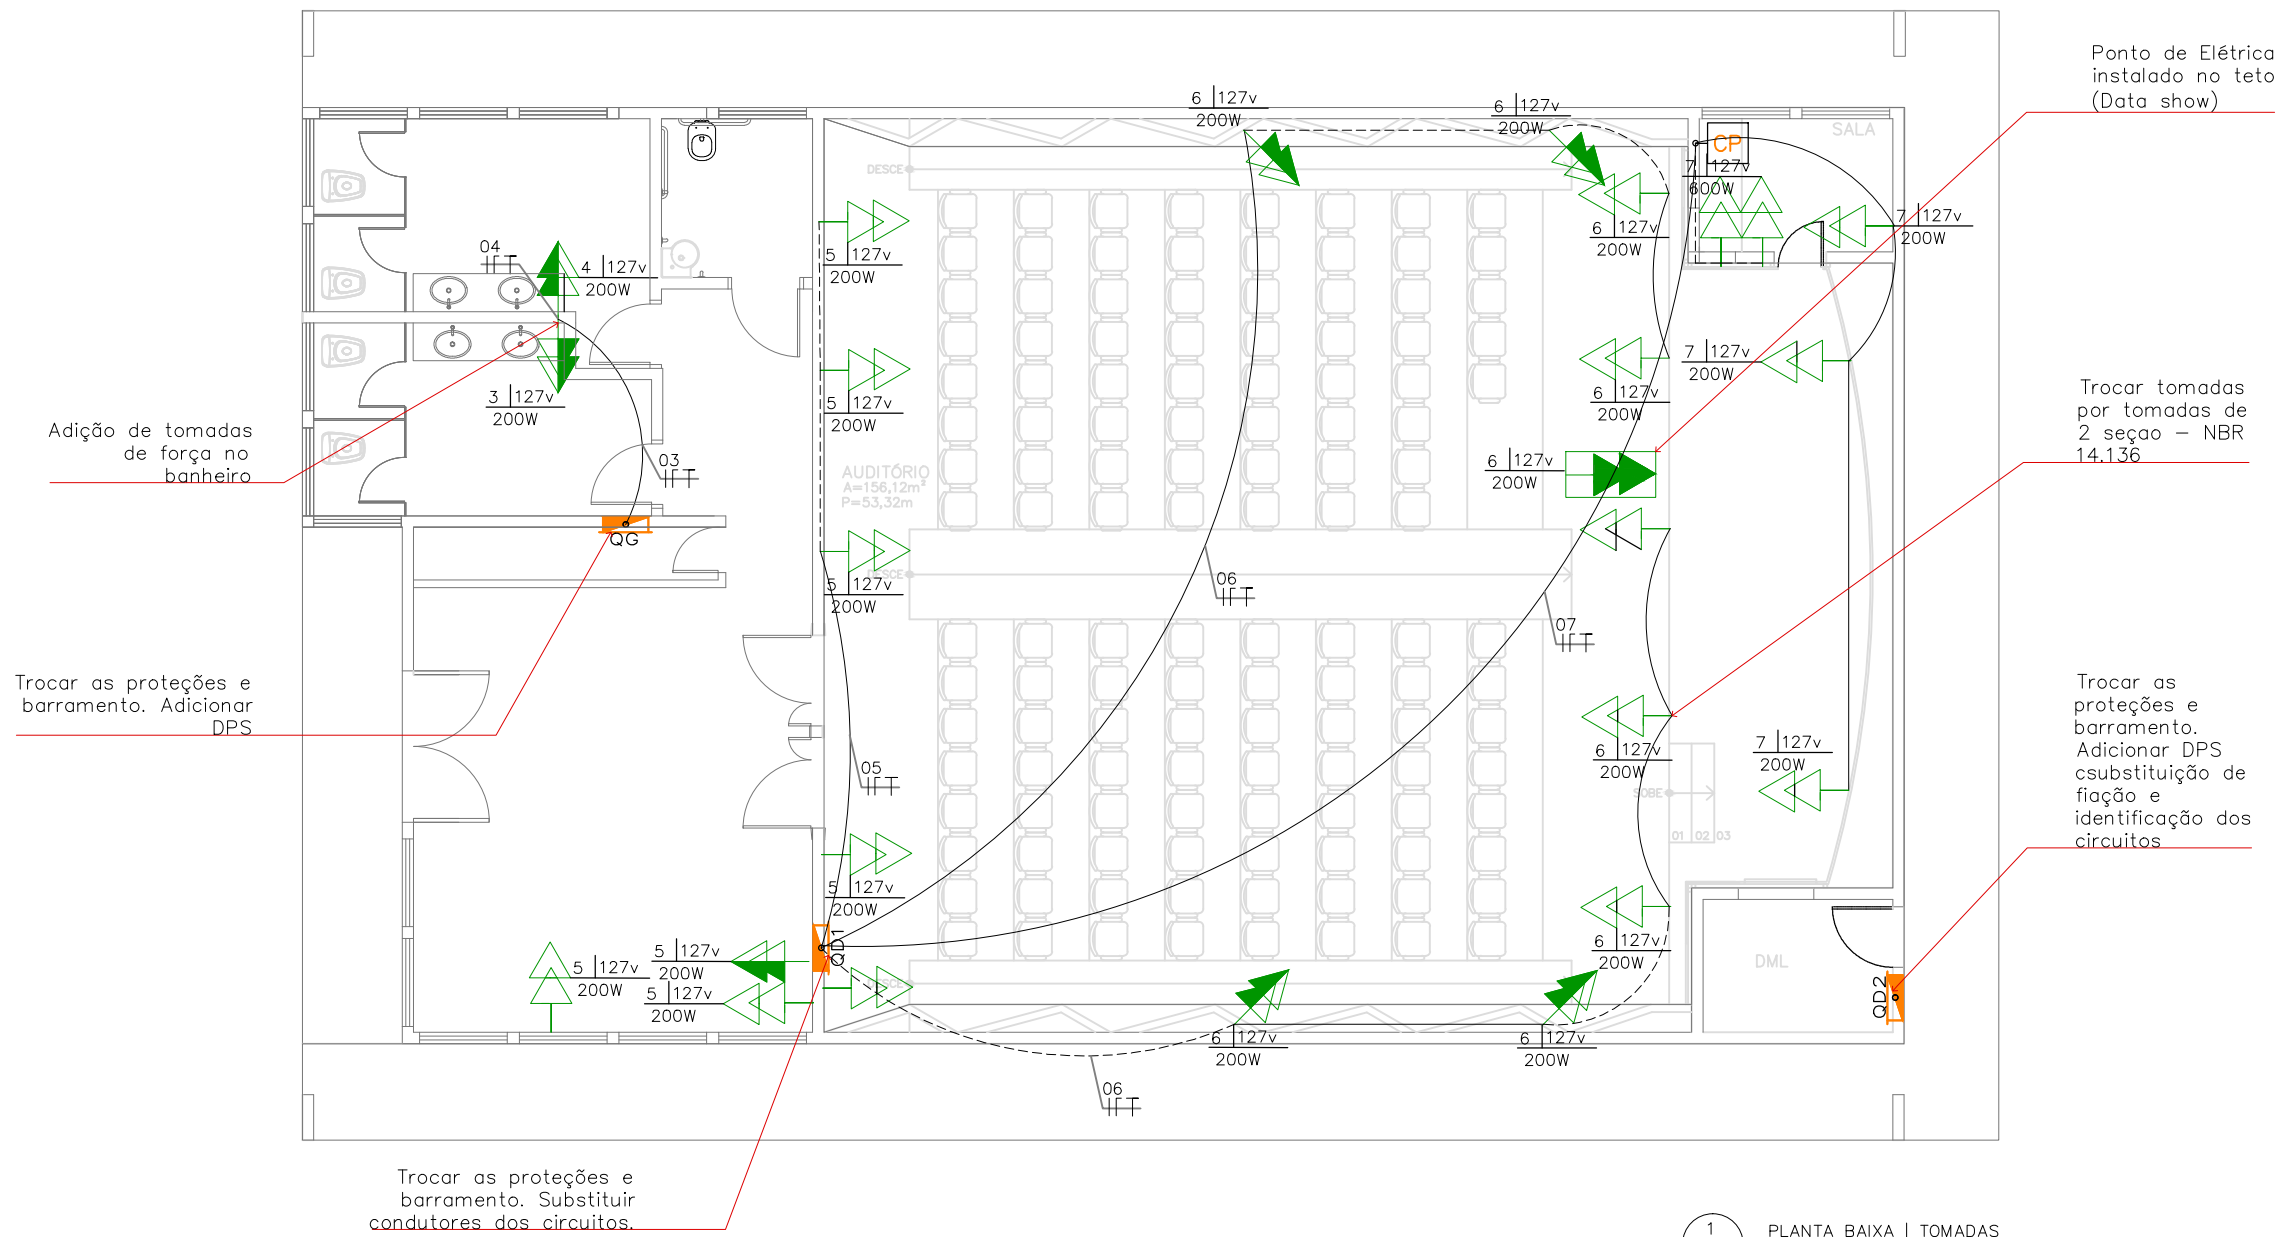 Ponto de Elétrica
instalado no teto
(Data show)
6 127v
200W
6 127v
200W
SALA
CP
7 127v
600W
DESCE
7 127v
200W
6 127v
200W
04
4 127v
200W
5 127v
200W
7 127v
200W
6 127v
200W
3 127v
200W
5 127v
200W
Trocar tomadas
por tomadas de
2 seçao – NBR
14.136
Adição de tomadas
de força no
banheiro
03
AUDITÓRIO
A=156,12m²
P=53,32m
6 127v
200W
QG
DESCE
5 127v
200W
06
07
Trocar as proteções e
barramento. Adicionar
DPS
Trocar as
proteções e
barramento.
Adicionar DPS
csubstituição de
fiação e
identificação dos
circuitos
6 127v
200W
7 127v
200W
05
SOBE
01 02 03
5 127v
200W
6 127v
200W
QD1
5 127v
200W
5 127v
200W
5 127v
200W
DESCE
DML
QD2
6 127v
200W
6 127v
200W
06
Trocar as proteções e
barramento. Substituir
condutores dos circuitos.
1
PLANTA BAIXA | TOMADAS